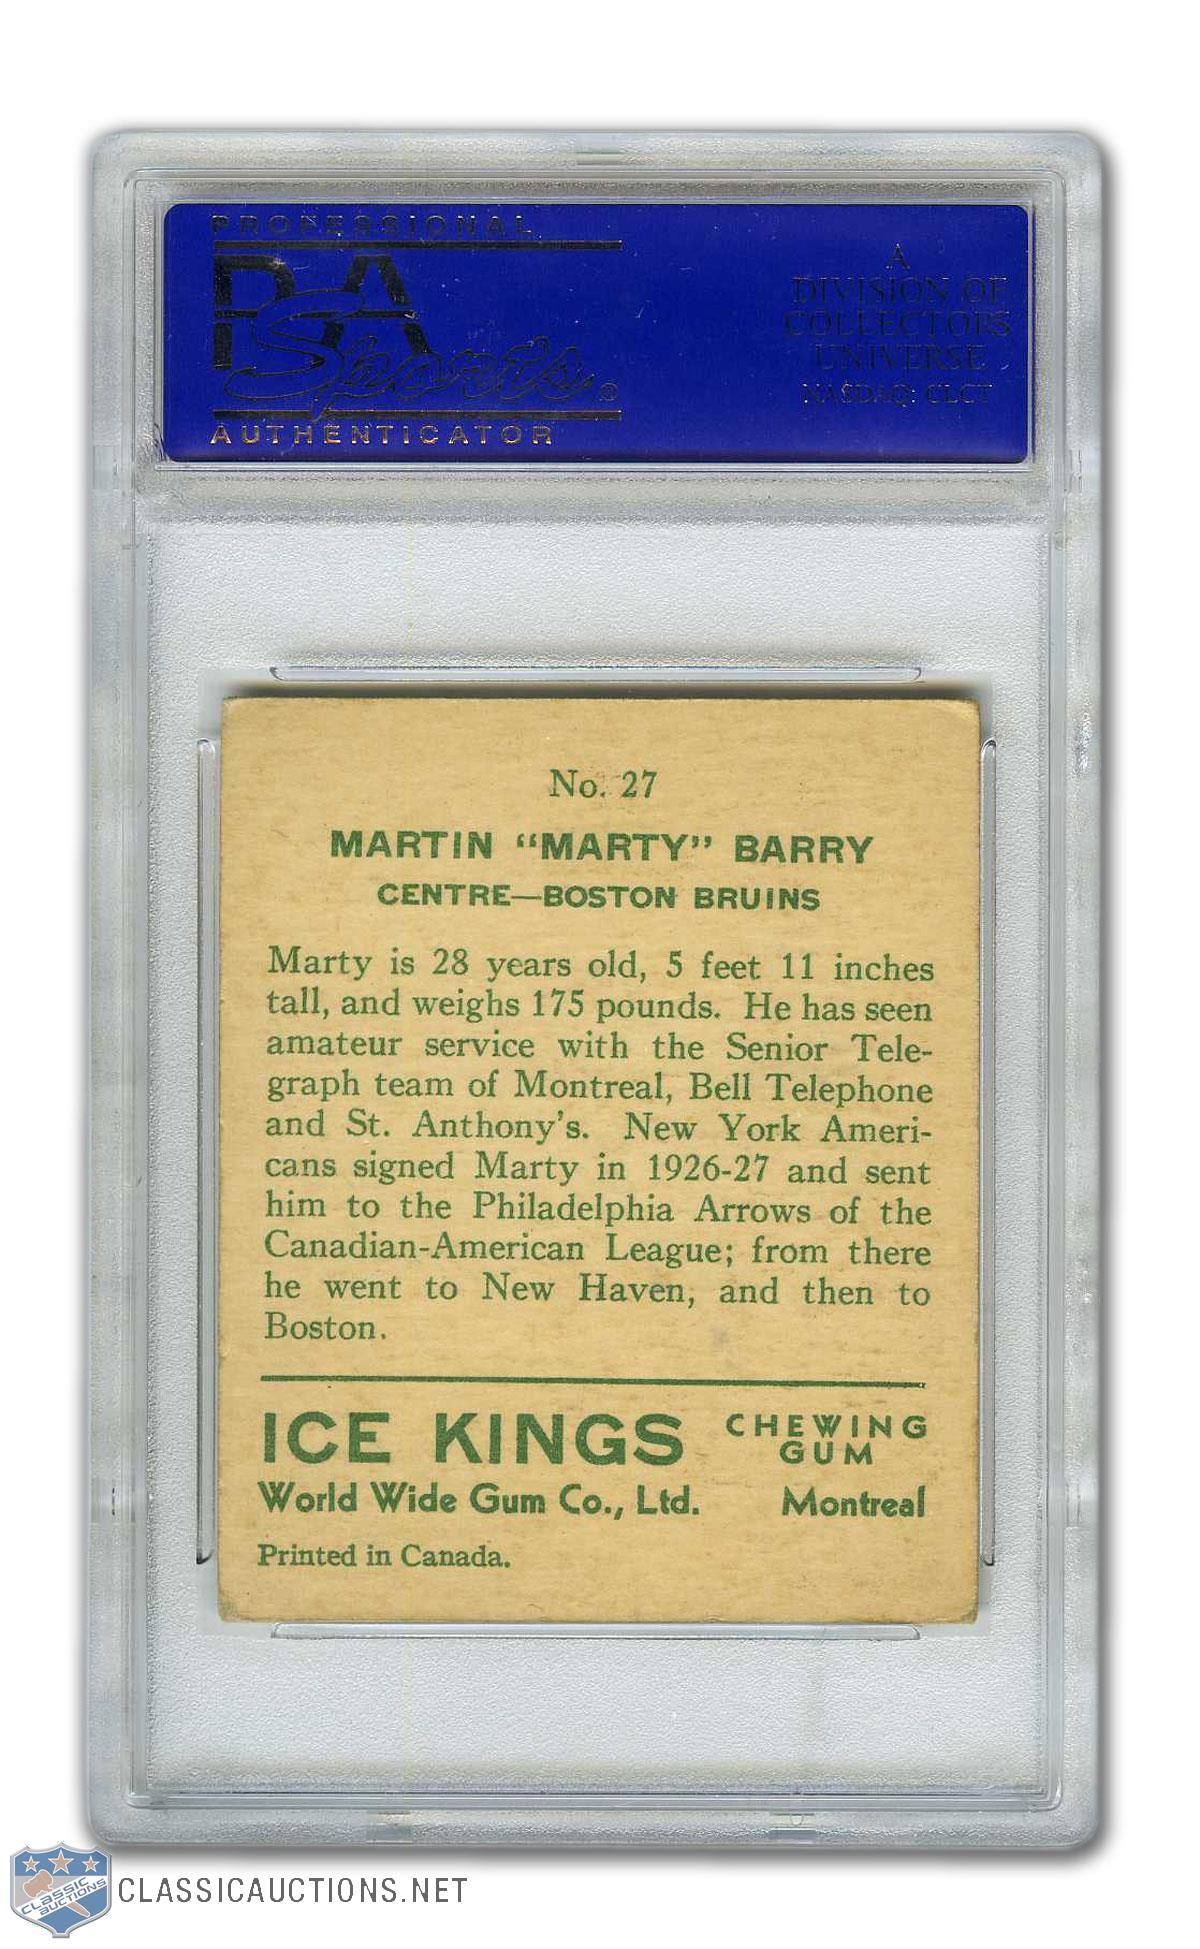 PROFESSIONAL
PSA
Sports®
AUTHENTICATOR
A
DIVISION OF
COLLECTORS
UNIVERSE
NASDAQ: CLCT
No. 27
MARTIN "MARTY" BARRY
CENTRE—BOSTON BRUINS
Marty is 28 years old, 5 feet 11 inches
tall, and weighs 175 pounds. He has seen
amateur service with the Senior Tele-
graph team of Montreal, Bell Telephone
and St. Anthony's. New York Ameri-
cans signed Marty in 1926-27 and sent
him to the Philadelphia Arrows of the
Canadian-American League; from there
he went to New Haven, and then to
Boston.
ICE KINGS CHEWING GUM
World Wide Gum Co., Ltd. Montreal
Printed in Canada.
CLASSIC AUCTIONS
CLASSICAUCTIONS.NET